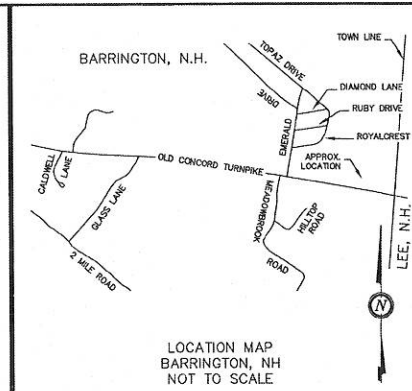 TOWN LINE
BARRINGTON, N.H.
TOPAZ DRIVE
DIAMOND LANE
DRIVE
RUBY DRIVE
EMERALD
ROYALCREST
OLD CONCORD TURNPIKE
APPROX.
LOCATION
CALDWELL
LANE
GLASS LANE
MEADOWBROOK
HILLTOP
ROAD
ROAD
LEE, N.H.
2 MILE ROAD
N
LOCATION MAP
BARRINGTON, NH
NOT TO SCALE